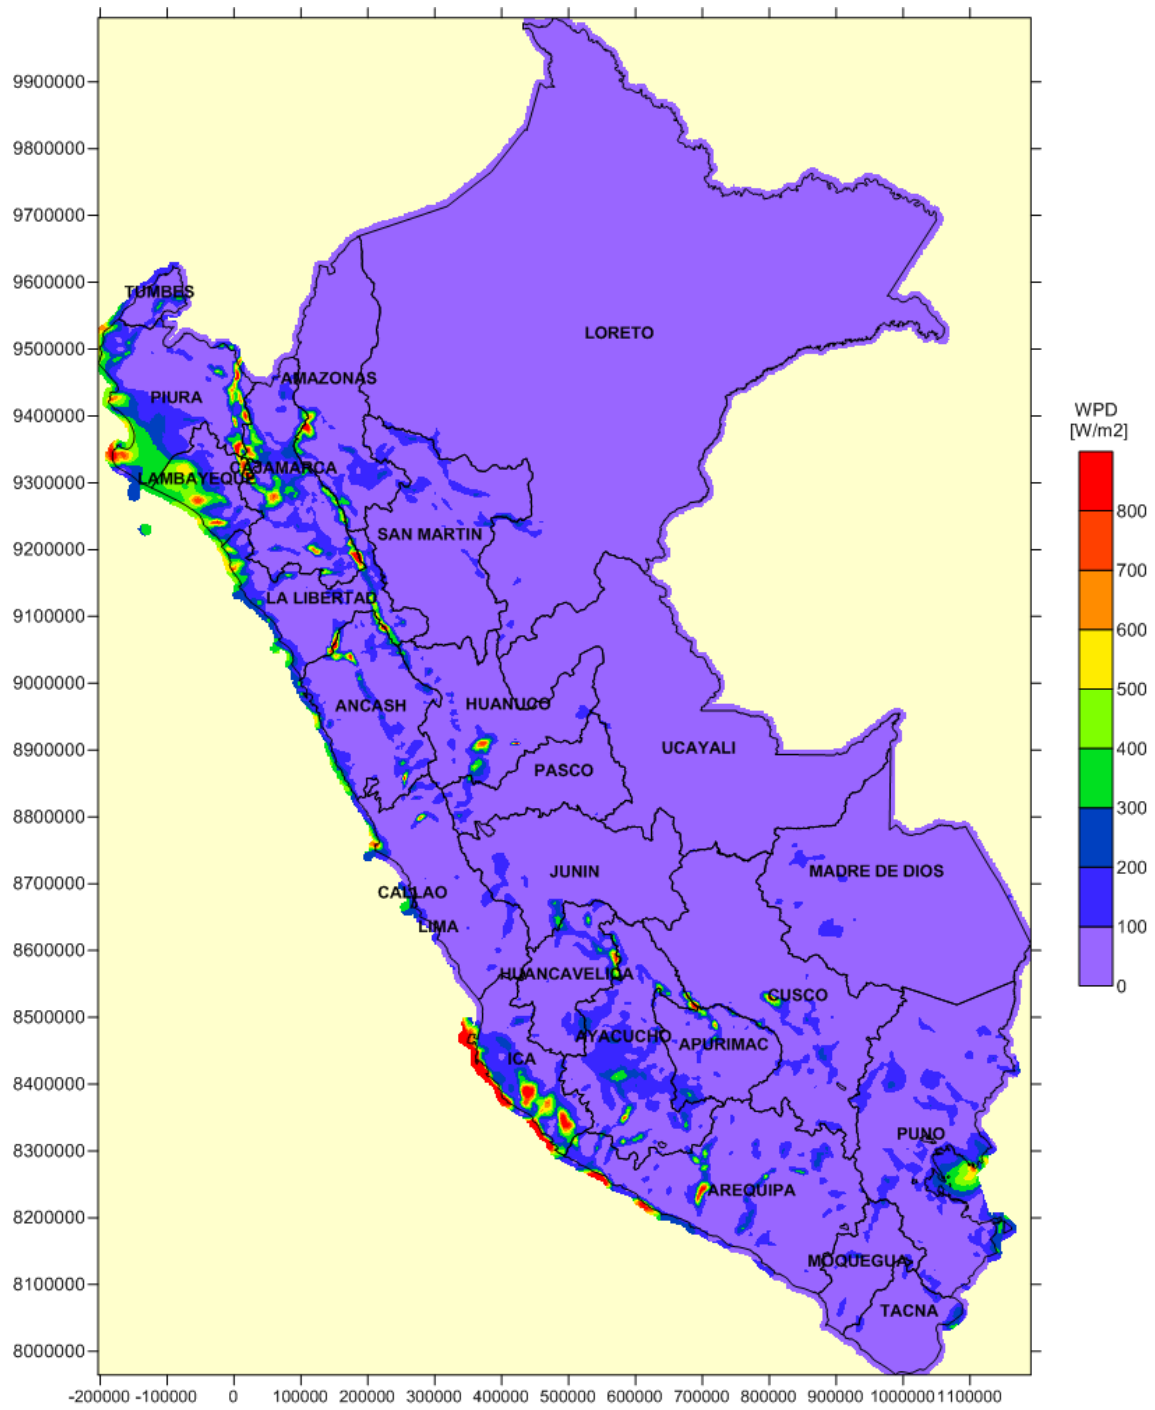 9900000
9800000
9700000
9600000
9500000
9400000
9300000
9200000
9100000
9000000
8900000
8800000
8700000
8600000
8500000
8400000
8300000
8200000
8100000
8000000
-200000 -100000 0 100000 200000 300000 400000 500000 600000 700000 800000 900000 1000000 1100000
TUMBES
LORETO
AMAZONAS
PIURA
CAJAMARCA
LAMBAYEQUE
SAN MARTIN
LA LIBERTAD
ANCASH
HUANUCO
UCAYALI
PASCO
JUNIN
MADRE DE DIOS
CALLAO
LIMA
HUANCAVELICA
CUSCO
AYACUCHO
APURIMAC
ICA
PUNO
AREQUIPA
MOQUEGUA
TACNA
WPD
[W/m2]
800
700
600
500
400
300
200
100
0